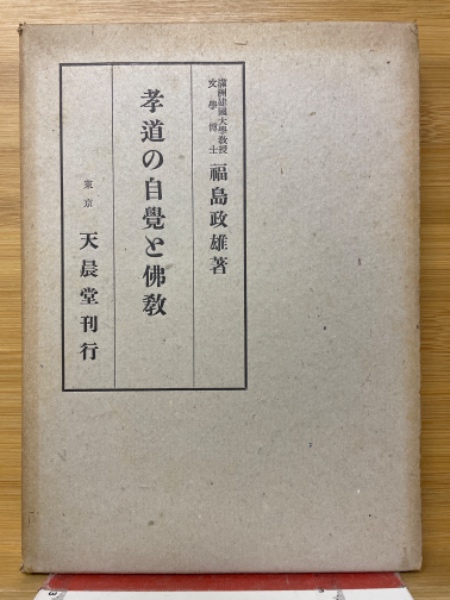 滿洲建國大學教授
文學博士
福島政雄著
孝道の自覺と佛教
東京
天晨堂刊行